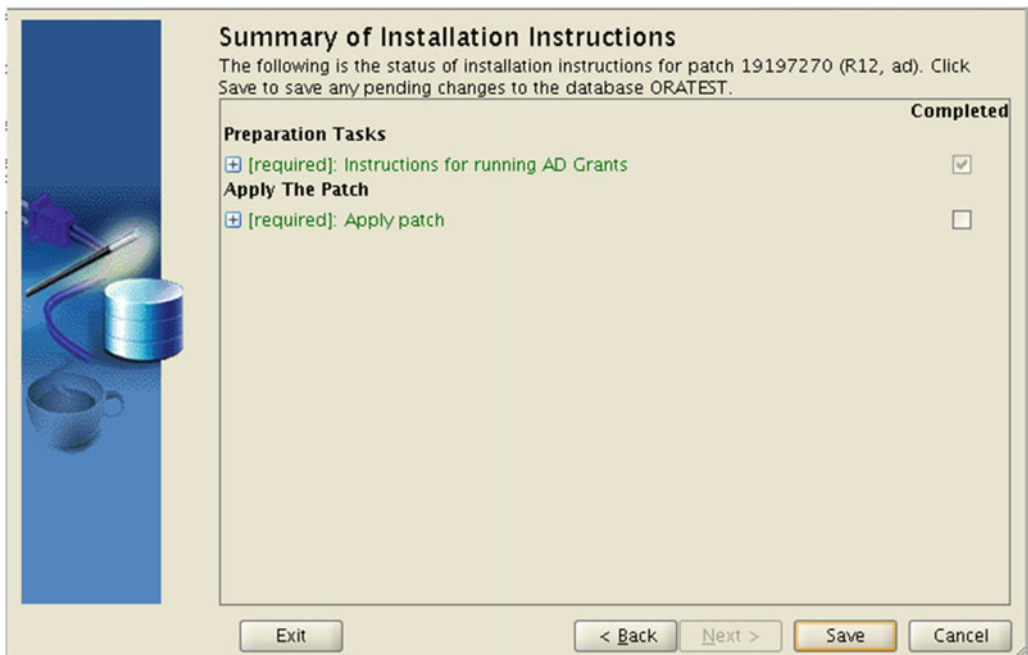 Summary of Installation Instructions
The following is the status of installation instructions for patch 19197270 (R12, ad). Click
Save to save any pending changes to the database ORATEST.
Completed
Preparation Tasks
[required]: Instructions for running AD Grants
Apply The Patch
[required]: Apply patch
Exit
< Back
Next >
Save
Cancel